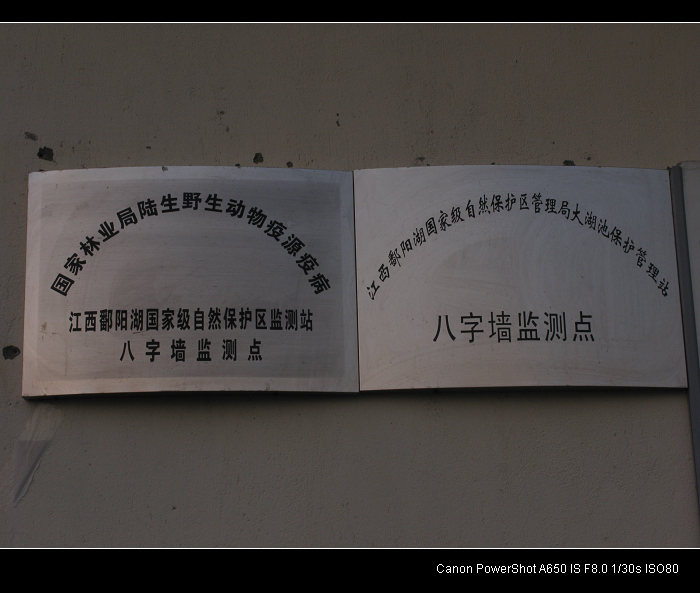 国家林业局陆生野生动物疫源疫病
江西鄱阳湖国家级自然保护区监测站
八字墙监测点
江西鄱阳湖国家级自然保护区管理局大湖池保护管理站
八字墙监测点
Canon PowerShot A650 IS F8.0 1/30s ISO80